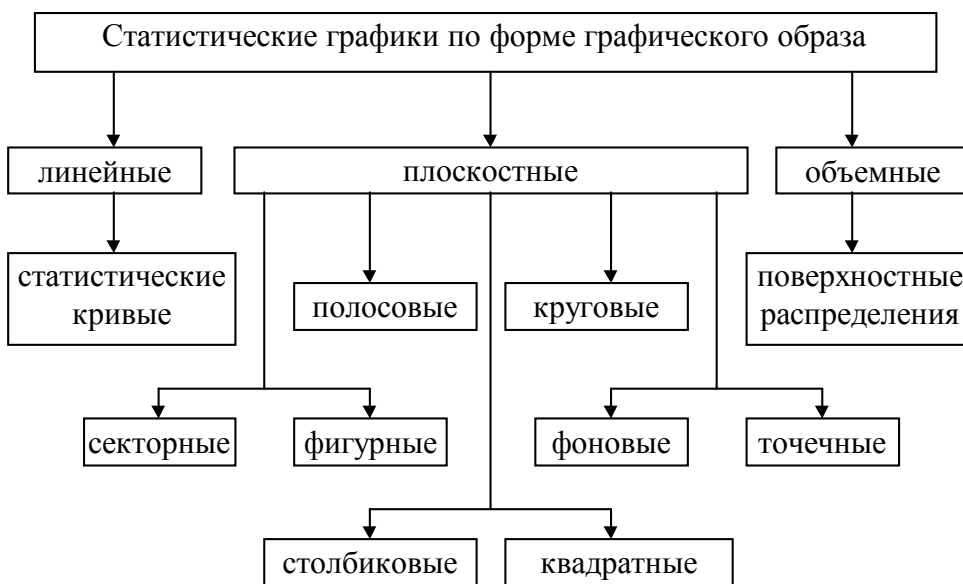 Статистические графики по форме графического образа
линейные
плоскостные
объемные
статистические
кривые
полосовые
круговые
поверхностные
распределения
секторные
фигурные
фоновые
точечные
столбиковые
квадратные